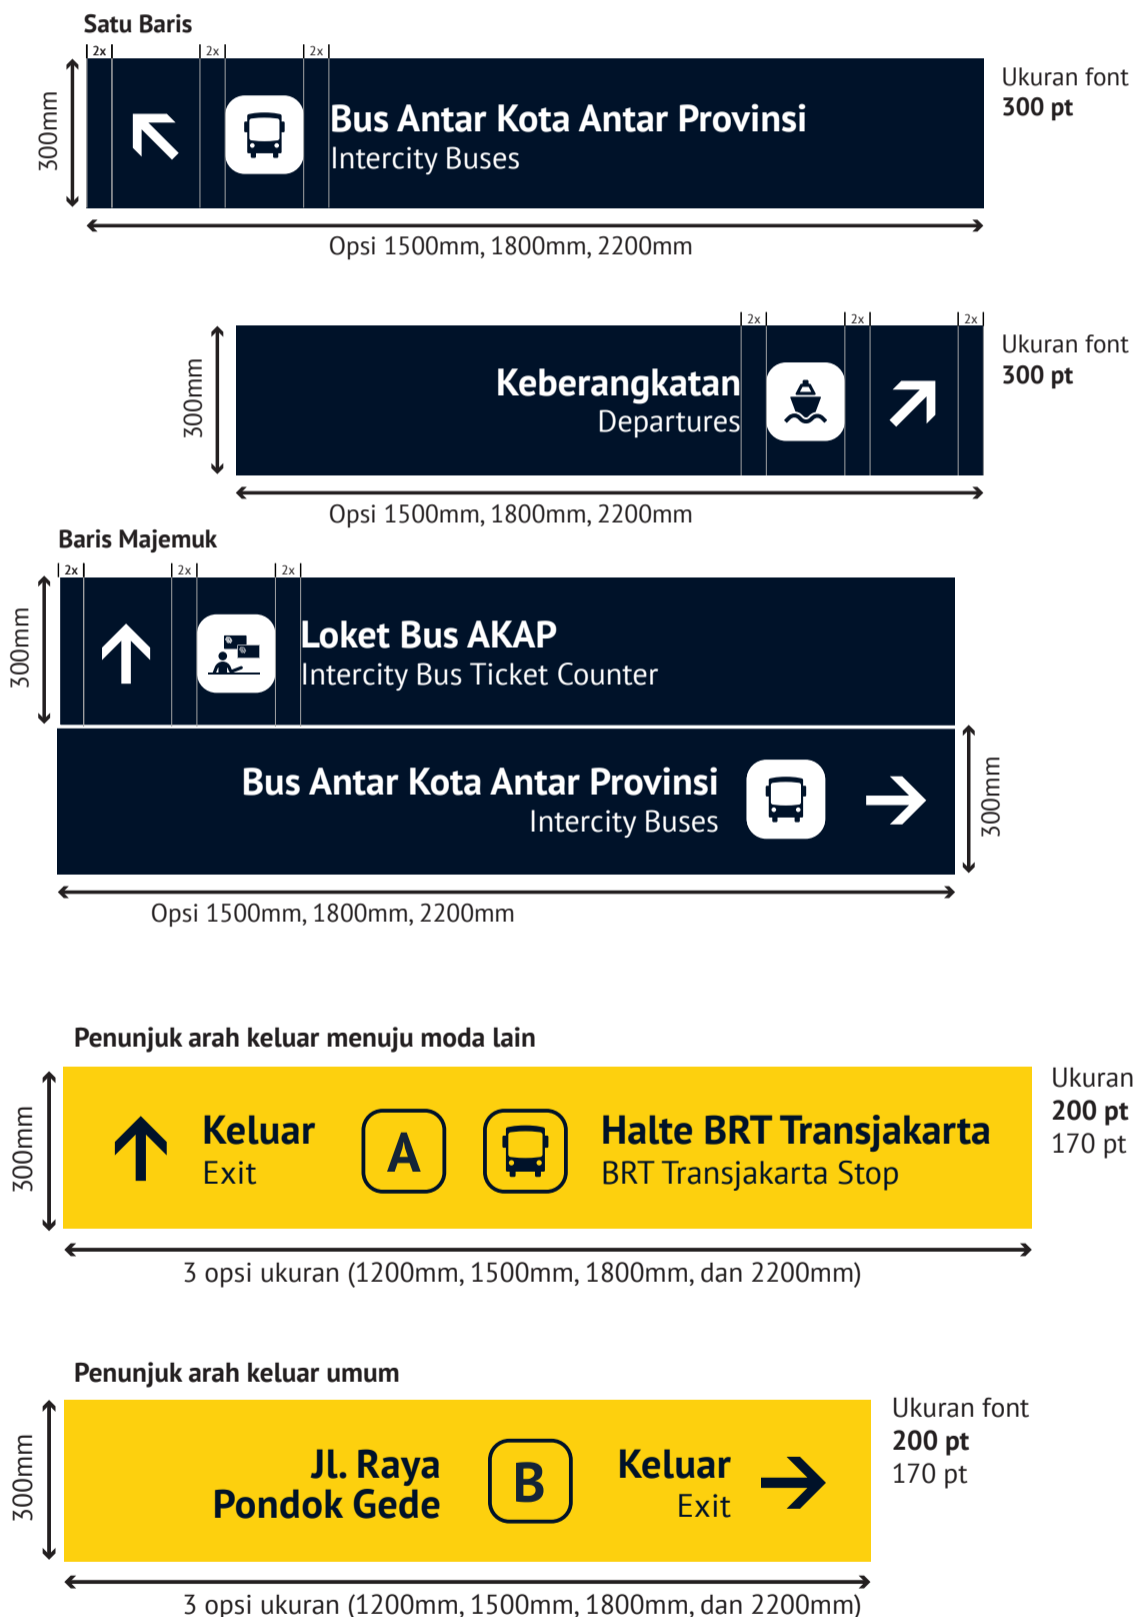 Satu Baris
2x 2x 2x
300mm
Bus Antar Kota Antar Provinsi
Intercity Buses
Ukuran font
300 pt
Opsi 1500mm, 1800mm, 2200mm
2x 2x 2x
300mm
Keberangkatan
Departures
Ukuran font
300 pt
Opsi 1500mm, 1800mm, 2200mm
Baris Majemuk
2x 2x 2x
300mm
Loket Bus AKAP
Intercity Bus Ticket Counter
Bus Antar Kota Antar Provinsi
Intercity Buses
300mm
Opsi 1500mm, 1800mm, 2200mm
Penunjuk arah keluar menuju moda lain
300mm
Keluar
Exit
A
Halte BRT Transjakarta
BRT Transjakarta Stop
Ukuran
200 pt
170 pt
3 opsi ukuran (1200mm, 1500mm, 1800mm, dan 2200mm)
Penunjuk arah keluar umum
300mm
Jl. Raya
Pondok Gede
B
Keluar
Exit
Ukuran font
200 pt
170 pt
3 opsi ukuran (1200mm, 1500mm, 1800mm, dan 2200mm)